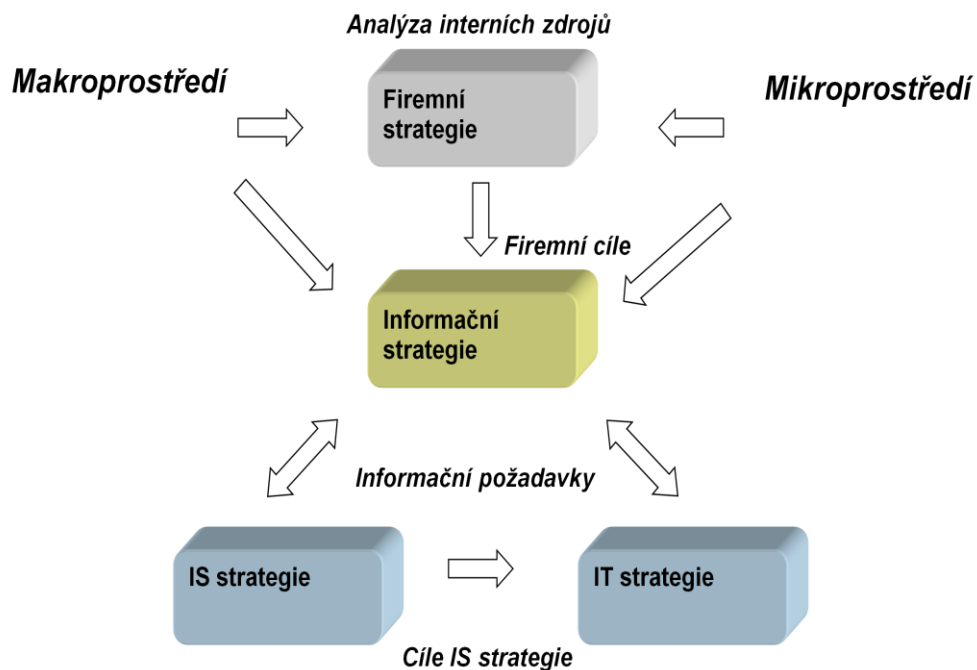 Analýza interních zdrojů
Makroprostředí
Mikroprostředí
Firemní
strategie
Firemní cíle
Informační
strategie
Informační požadavky
IS strategie
IT strategie
Cíle IS strategie